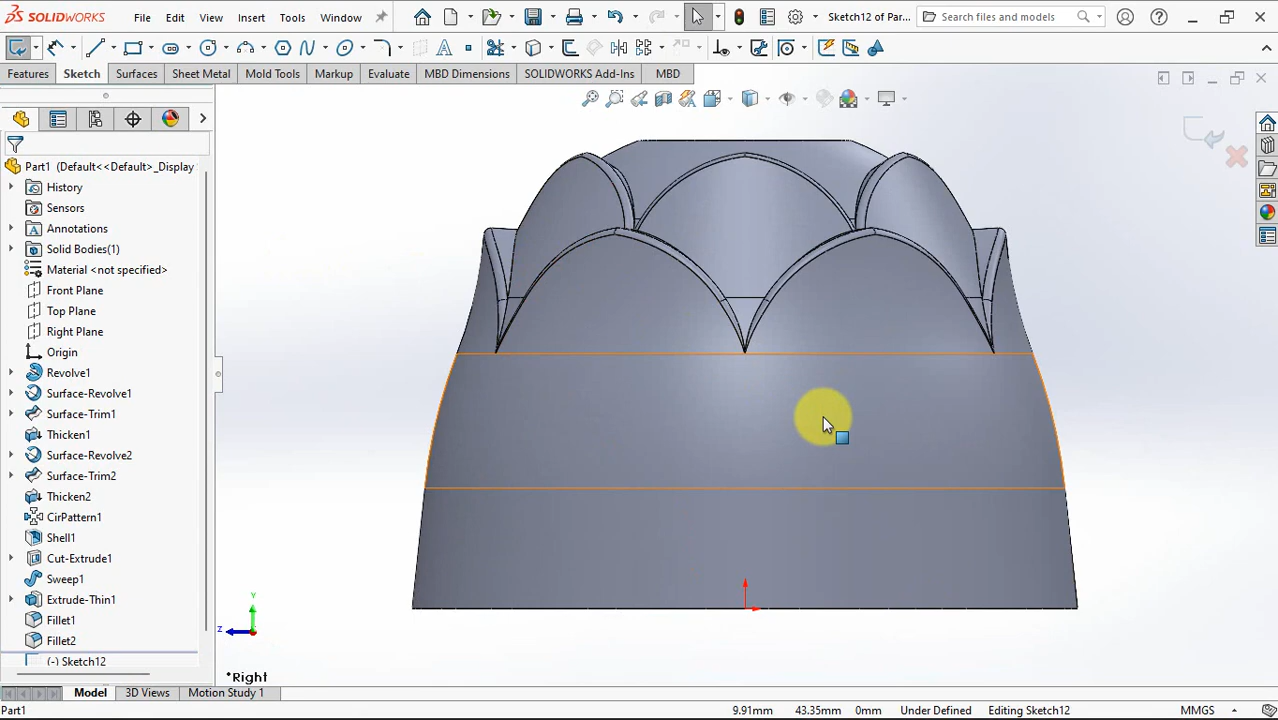 SOLIDWORKS File Edit View Insert Tools Window Sketch12 of Par... Search files and models
Features Sketch Surfaces Sheet Metal Mold Tools Markup Evaluate MBD Dimensions SOLIDWORKS Add-Ins MBD
Part1 (Default<<Default>_Display
History
Sensors
Annotations
Solid Bodies(1)
Material <not specified>
Front Plane
Top Plane
Right Plane
Origin
Revolve1
Surface-Revolve1
Surface-Trim1
Thicken1
Surface-Revolve2
Surface-Trim2
Thicken2
CirPattern1
Shell1
Cut-Extrude1
Sweep1
Extrude-Thin1
Fillet1
Fillet2
(-) Sketch12
Y
Z
*Right
Model 3D Views Motion Study 1
Part1 9.91mm 43.35mm 0mm Under Defined Editing Sketch12 MMGS